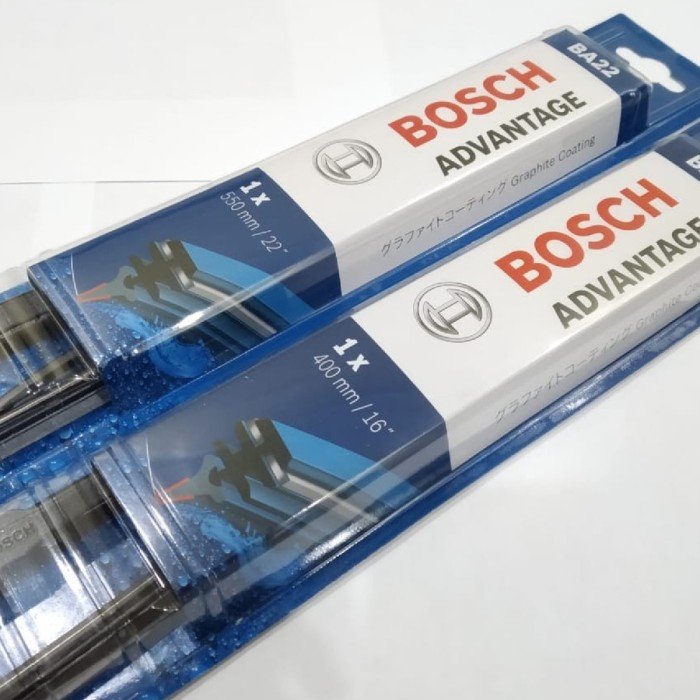 BA22
BOSCH
ADVANTAGE
グラファイトコーティング Graphite Coating
1 x
550 mm / 22"
BOSCH
ADVANTAGE
グラファイトコーティング Graphite
1 x
400 mm / 16"
BOSCH